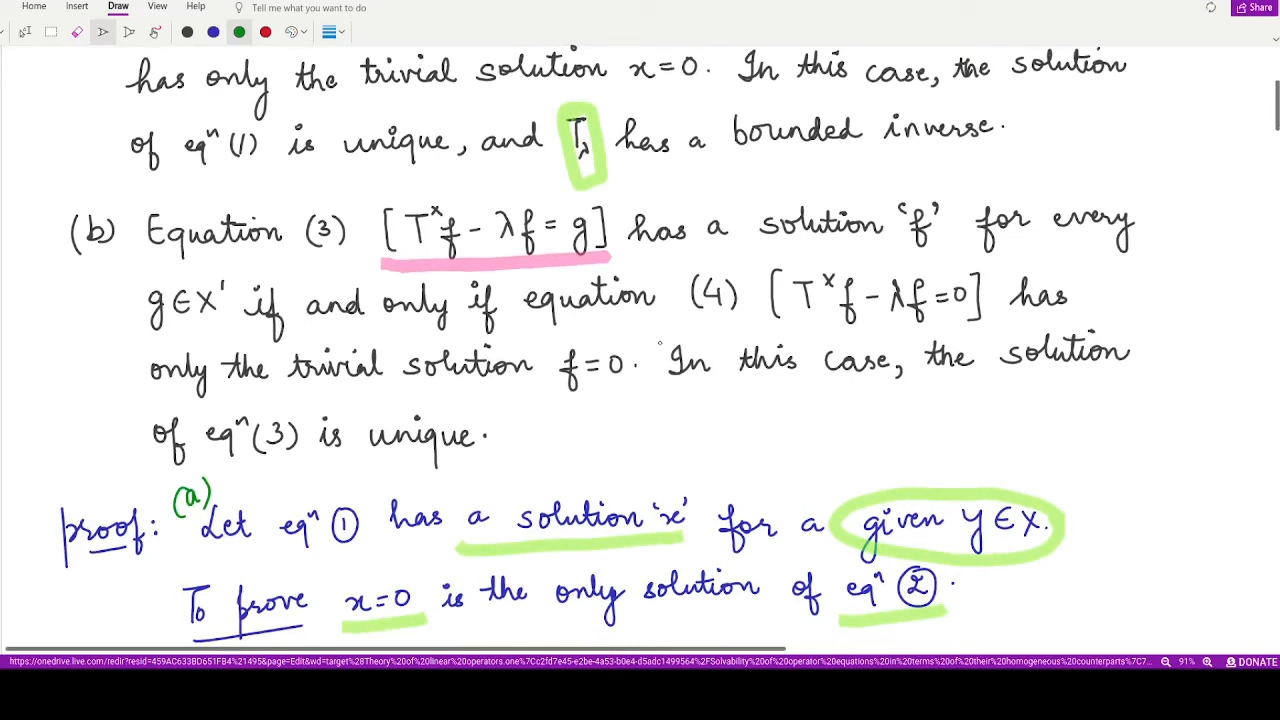 Home Insert Draw View Help Tell me what you want to do
Share
has only the trivial solution x=0. In this case, the solution
of eqⁿ (1) is unique, and T_λ has a bounded inverse.
(b) Equation (3) [T^x f - λf = g] has a solution 'f' for every
g ∈ X' if and only if equation (4) [T^x f - λf = 0] has
only the trivial solution f = 0. In this case, the solution
of eqⁿ (3) is unique.
(a)
proof: Let eqⁿ ① has a solution 'x' for a given y ∈ X.
To prove x=0 is the only solution of eqⁿ ②.
91% DONATE